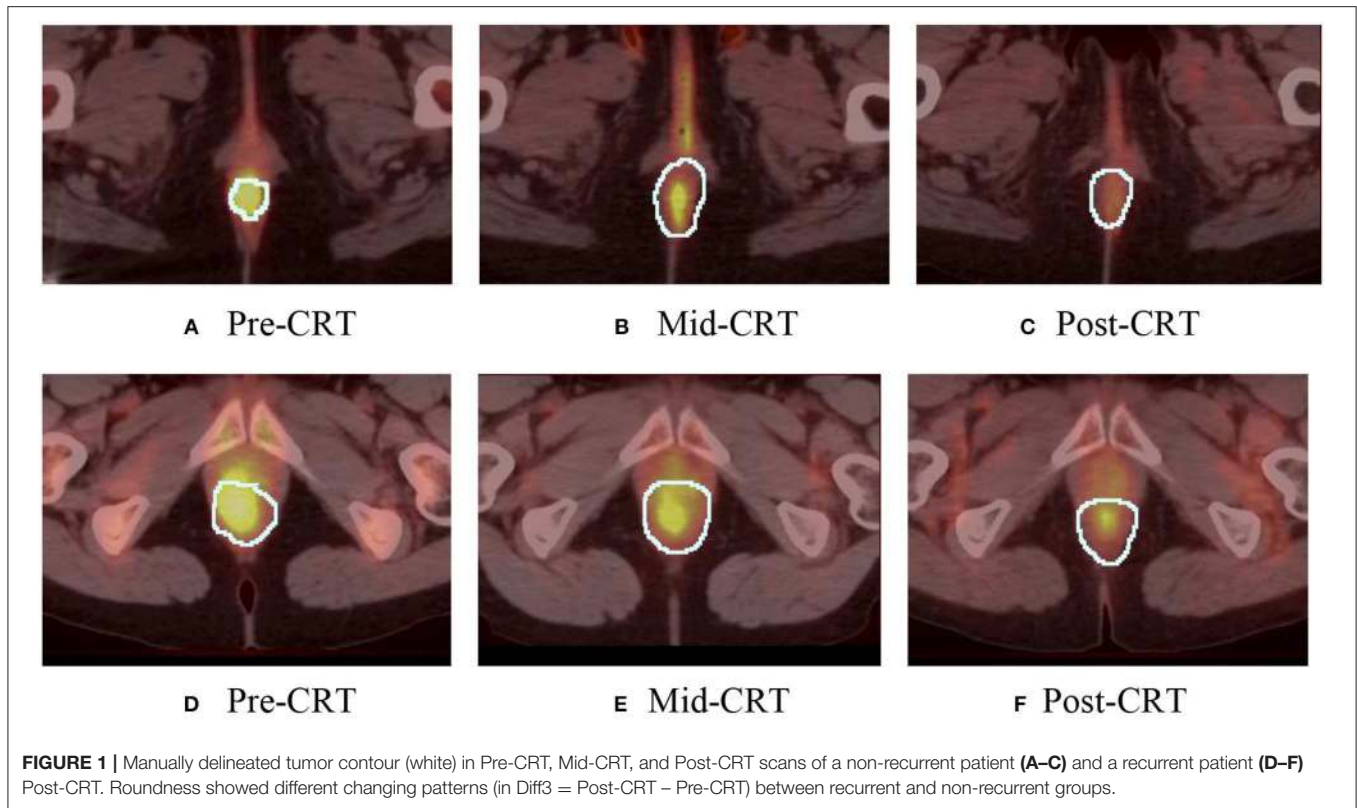 A Pre-CRT
B Mid-CRT
C Post-CRT
D Pre-CRT
E Mid-CRT
F Post-CRT
FIGURE 1 | Manually delineated tumor contour (white) in Pre-CRT, Mid-CRT, and Post-CRT scans of a non-recurrent patient (A–C) and a recurrent patient (D–F)
Post-CRT. Roundness showed different changing patterns (in Diff3 = Post-CRT – Pre-CRT) between recurrent and non-recurrent groups.